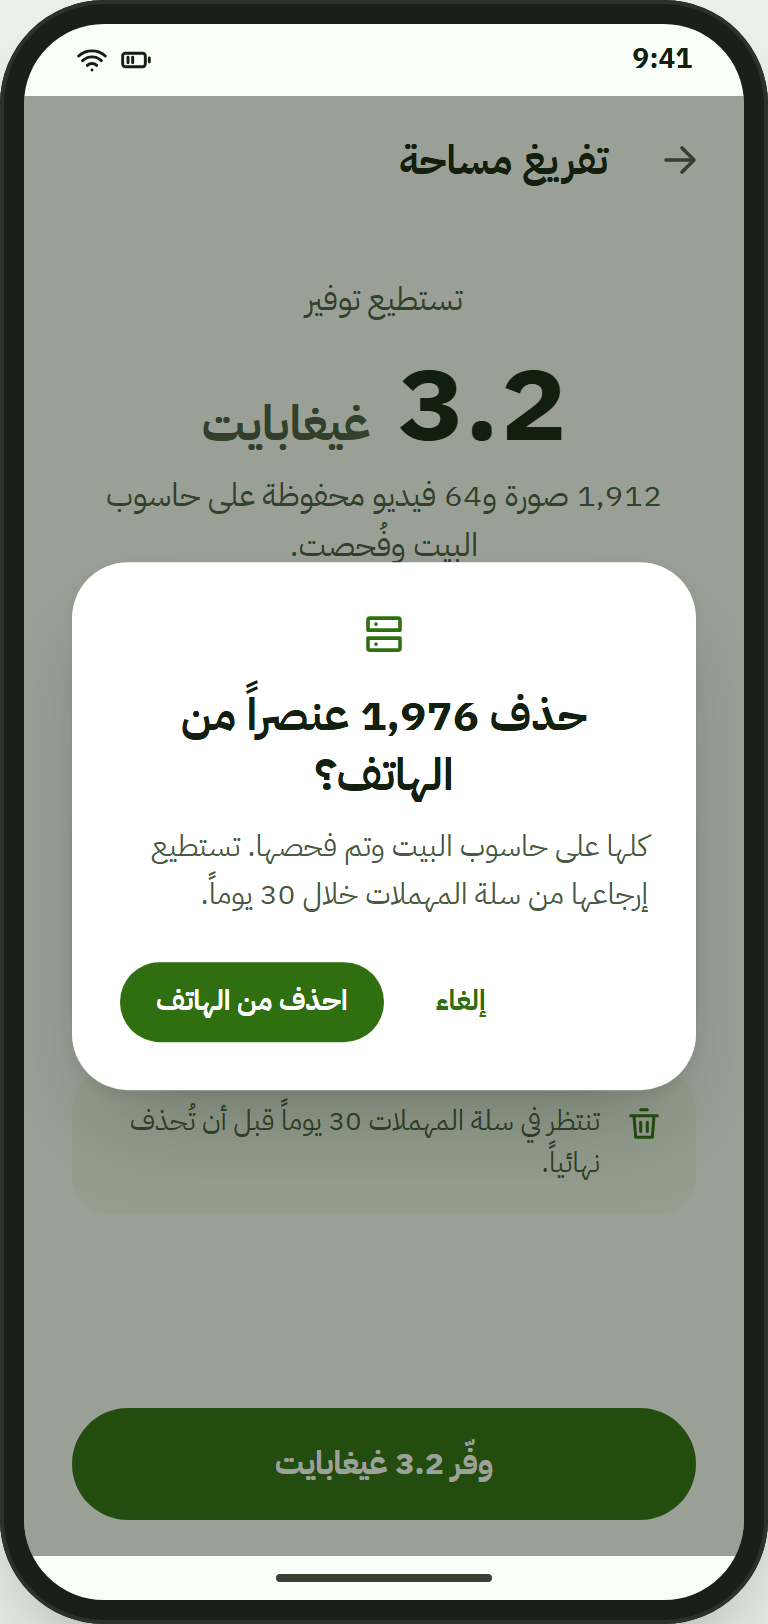 9:41
تفريغ مساحة
تستطيع توفير
3.2 غيغابايت
1,912 صورة و64 فيديو محفوظة على حاسوب
البيت وفُحصت.
حذف 1,976 عنصراً من
الهاتف؟
كلها على حاسوب البيت وتم فحصها. تستطيع
إرجاعها من سلة المهملات خلال 30 يوماً.
إلغاء
احذف من الهاتف
تنتظر في سلة المهملات 30 يوماً قبل أن تُحذف
نهائياً.
وفّر 3.2 غيغابايت